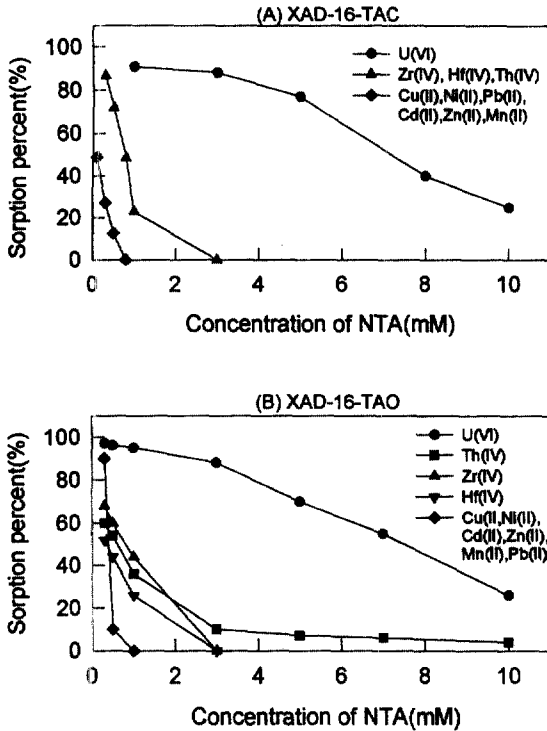 (A) XAD-16-TAC
Sorption percent(%)
100
80
60
40
20
0
U(VI)
Zr(IV), Hf(IV),Th(IV)
Cu(II),Ni(II),Pb(II),
Cd(II),Zn(II),Mn(II)
0 2 4 6 8 10
Concentration of NTA(mM)
(B) XAD-16-TAO
Sorption percent(%)
100
80
60
40
20
0
U(VI)
Th(IV)
Zr(IV)
Hf(IV)
Cu(II,Ni(II),
Cd(II),Zn(II),
Mn(II),Pb(II)
0 2 4 6 8 10
Concentration of NTA(mM)